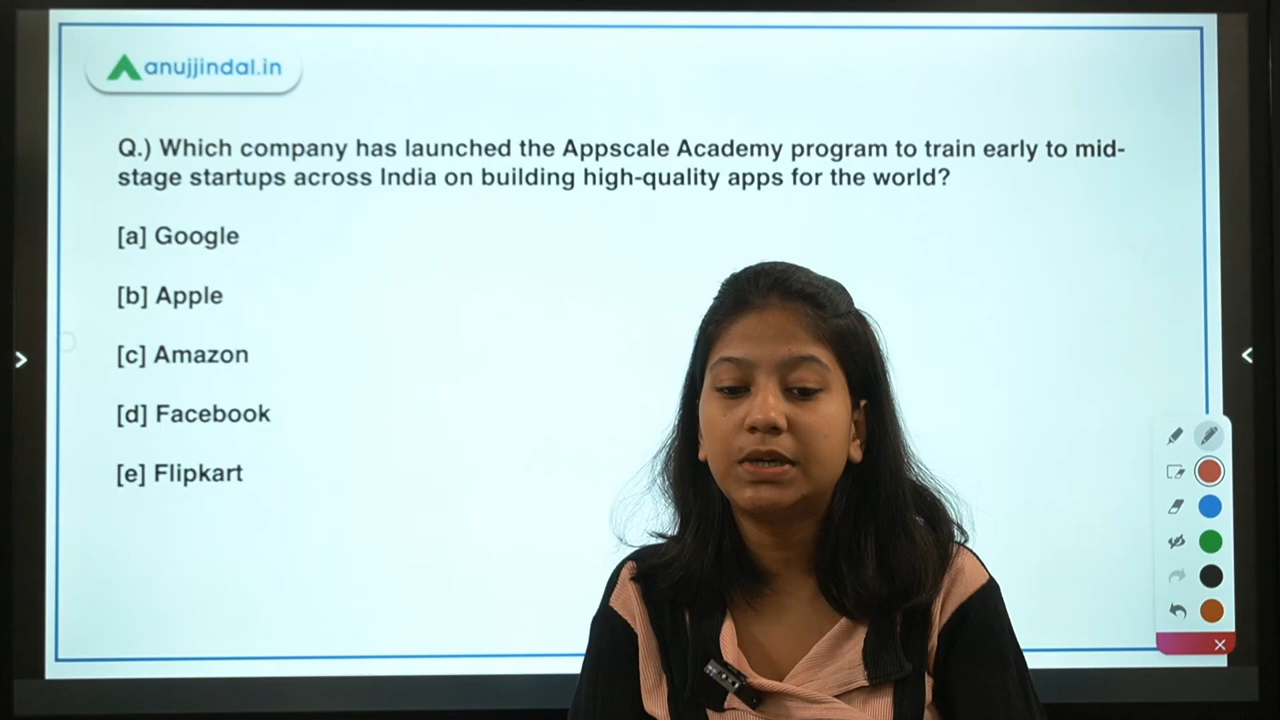 anujjindal.in
Q.) Which company has launched the Appscale Academy program to train early to mid-
stage startups across India on building high-quality apps for the world?
[a] Google
[b] Apple
[c] Amazon
[d] Facebook
[e] Flipkart